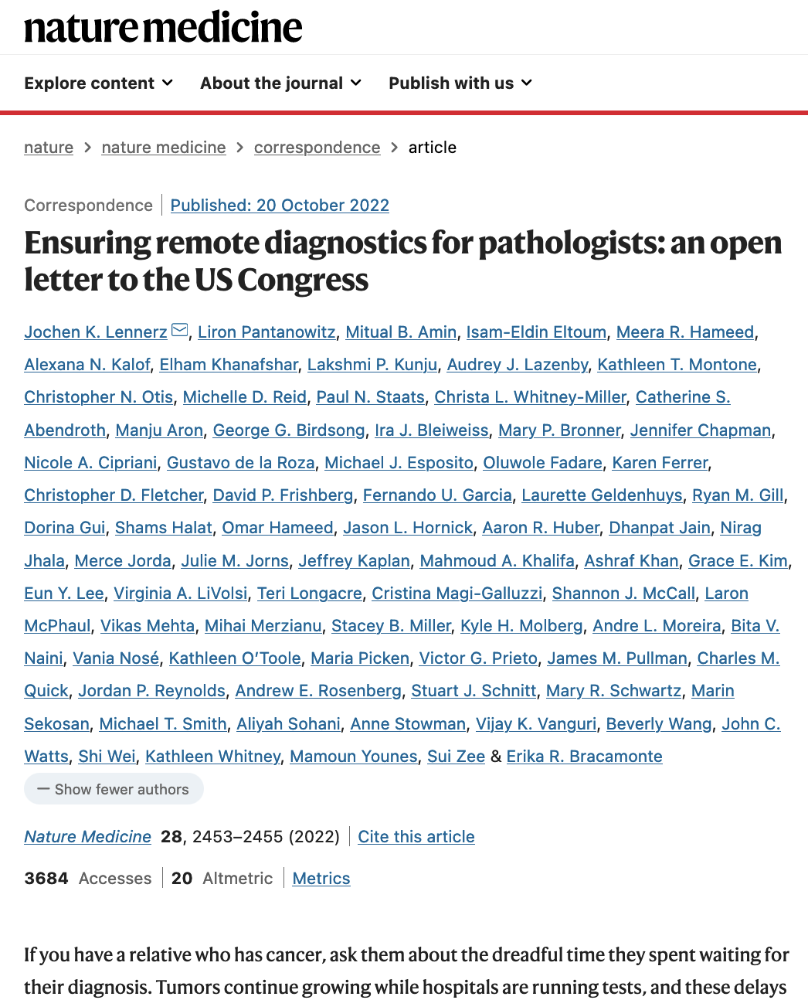 nature medicine
Explore content About the journal Publish with us
nature > nature medicine > correspondence > article
Correspondence | Published: 20 October 2022
Ensuring remote diagnostics for pathologists: an open
letter to the US Congress
Jochen K. Lennerz, Liron Pantanowitz, Mitual B. Amin, Isam-Eldin Eltoum, Meera R. Hameed,
Alexana N. Kalof, Elham Khanafshar, Lakshmi P. Kunju, Audrey J. Lazenby, Kathleen T. Montone,
Christopher N. Otis, Michelle D. Reid, Paul N. Staats, Christa L. Whitney-Miller, Catherine S.
Abendroth, Manju Aron, George G. Birdsong, Ira J. Bleiweiss, Mary P. Bronner, Jennifer Chapman,
Nicole A. Cipriani, Gustavo de la Roza, Michael J. Esposito, Oluwole Fadare, Karen Ferrer,
Christopher D. Fletcher, David P. Frishberg, Fernando U. Garcia, Laurette Geldenhuys, Ryan M. Gill,
Dorina Gui, Shams Halat, Omar Hameed, Jason L. Hornick, Aaron R. Huber, Dhanpat Jain, Nirag
Jhala, Merce Jorda, Julie M. Jorns, Jeffrey Kaplan, Mahmoud A. Khalifa, Ashraf Khan, Grace E. Kim,
Eun Y. Lee, Virginia A. LiVolsi, Teri Longacre, Cristina Magi-Galluzzi, Shannon J. McCall, Laron
McPhaul, Vikas Mehta, Mihai Merzianu, Stacey B. Miller, Kyle H. Molberg, Andre L. Moreira, Bita V.
Naini, Vania Nosé, Kathleen O’Toole, Maria Picken, Victor G. Prieto, James M. Pullman, Charles M.
Quick, Jordan P. Reynolds, Andrew E. Rosenberg, Stuart J. Schnitt, Mary R. Schwartz, Marin
Sekosan, Michael T. Smith, Aliyah Sohani, Anne Stowman, Vijay K. Vanguri, Beverly Wang, John C.
Watts, Shi Wei, Kathleen Whitney, Mamoun Younes, Sui Zee & Erika R. Bracamonte
— Show fewer authors
Nature Medicine 28, 2453–2455 (2022) | Cite this article
3684 Accesses | 20 Altmetric | Metrics
If you have a relative who has cancer, ask them about the dreadful time they spent waiting for
their diagnosis. Tumors continue growing while hospitals are running tests, and these delays